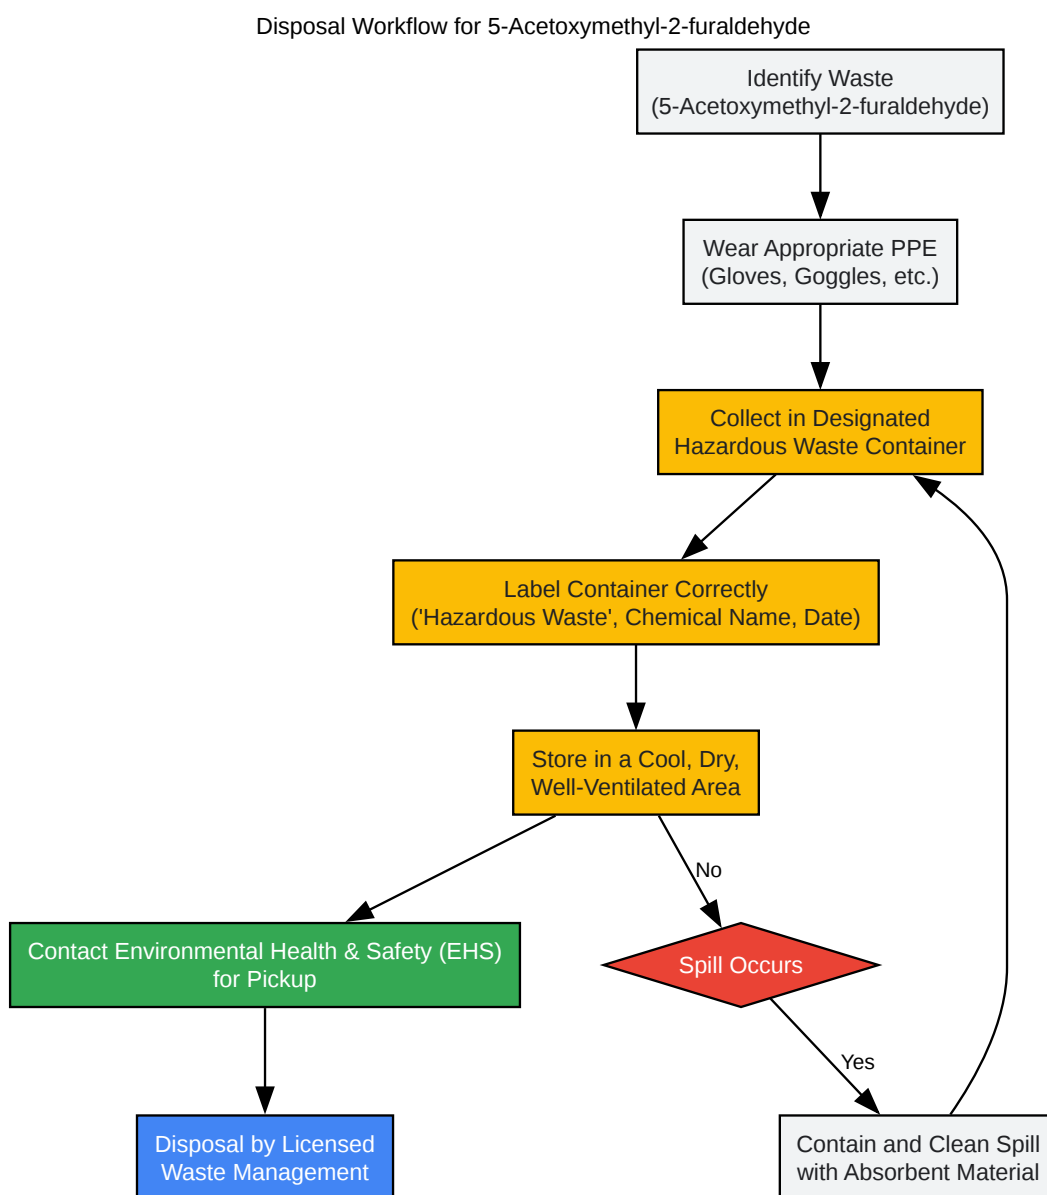 Disposal Workflow for 5-Acetoxymethyl-2-furaldehyde
Identify Waste
(5-Acetoxymethyl-2-furaldehyde)
Wear Appropriate PPE
(Gloves, Goggles, etc.)
Collect in Designated
Hazardous Waste Container
Label Container Correctly
('Hazardous Waste', Chemical Name, Date)
Store in a Cool, Dry,
Well-Ventilated Area
No
Contact Environmental Health & Safety (EHS)
for Pickup
Spill Occurs
Yes
Disposal by Licensed
Waste Management
Contain and Clean Spill
with Absorbent Material